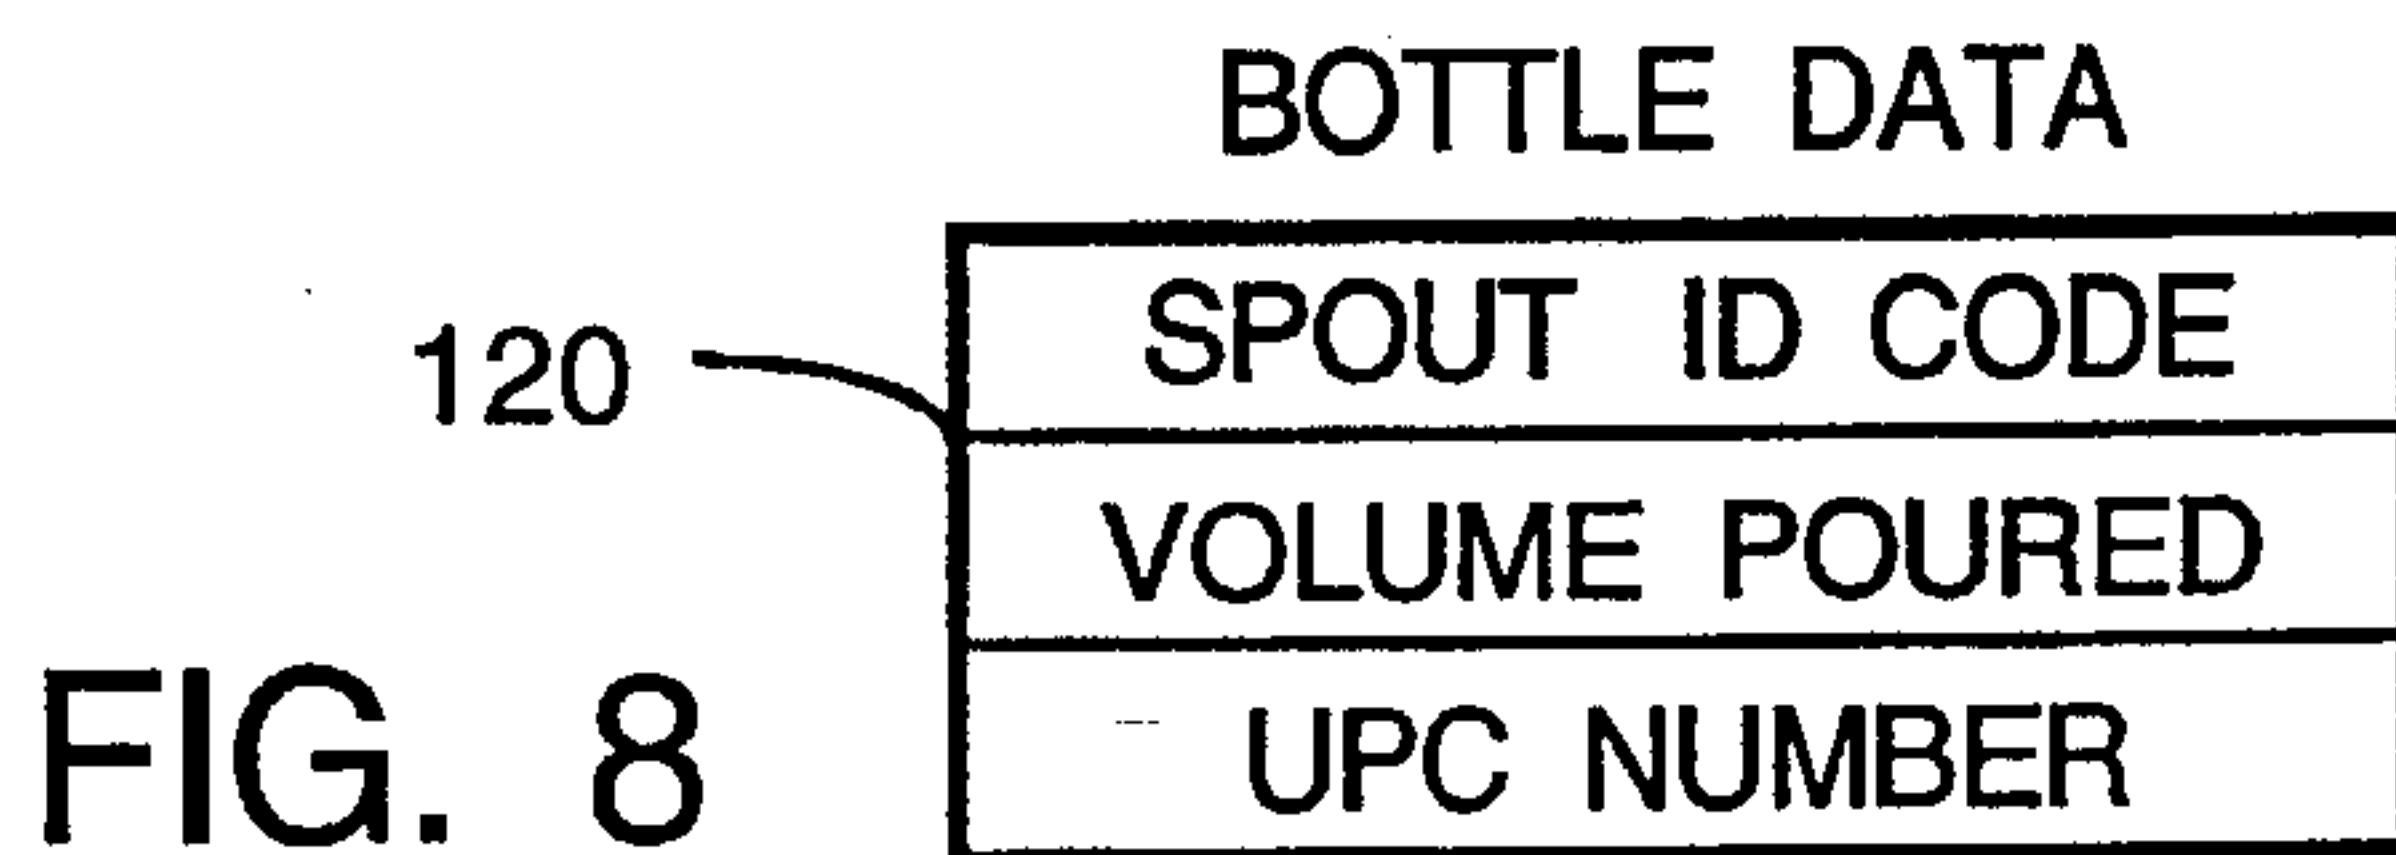 BOTTLE DATA
SPOUT ID CODE
120
VOLUME POURED
UPC NUMBER
FIG. 8